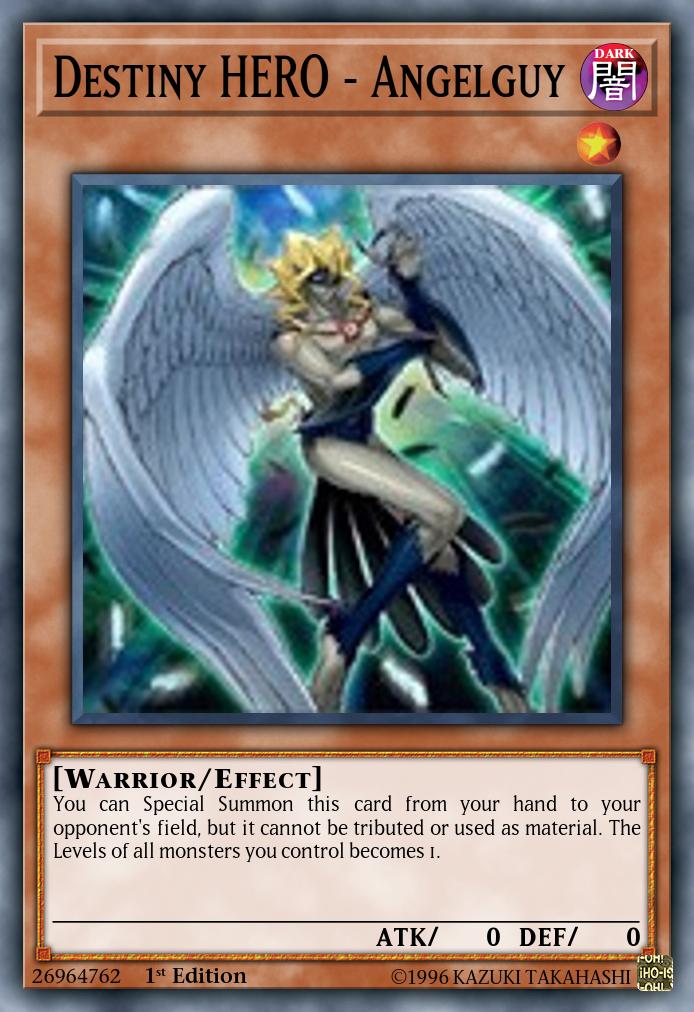 Destiny HERO - Angelguy
DARK
闇
[Warrior/Effect]
You can Special Summon this card from your hand to your
opponent's field, but it cannot be tributed or used as material. The
Levels of all monsters you control becomes 1.
ATK/ 0 DEF/ 0
26964762 1st Edition ©1996 KAZUKI TAKAHASHI